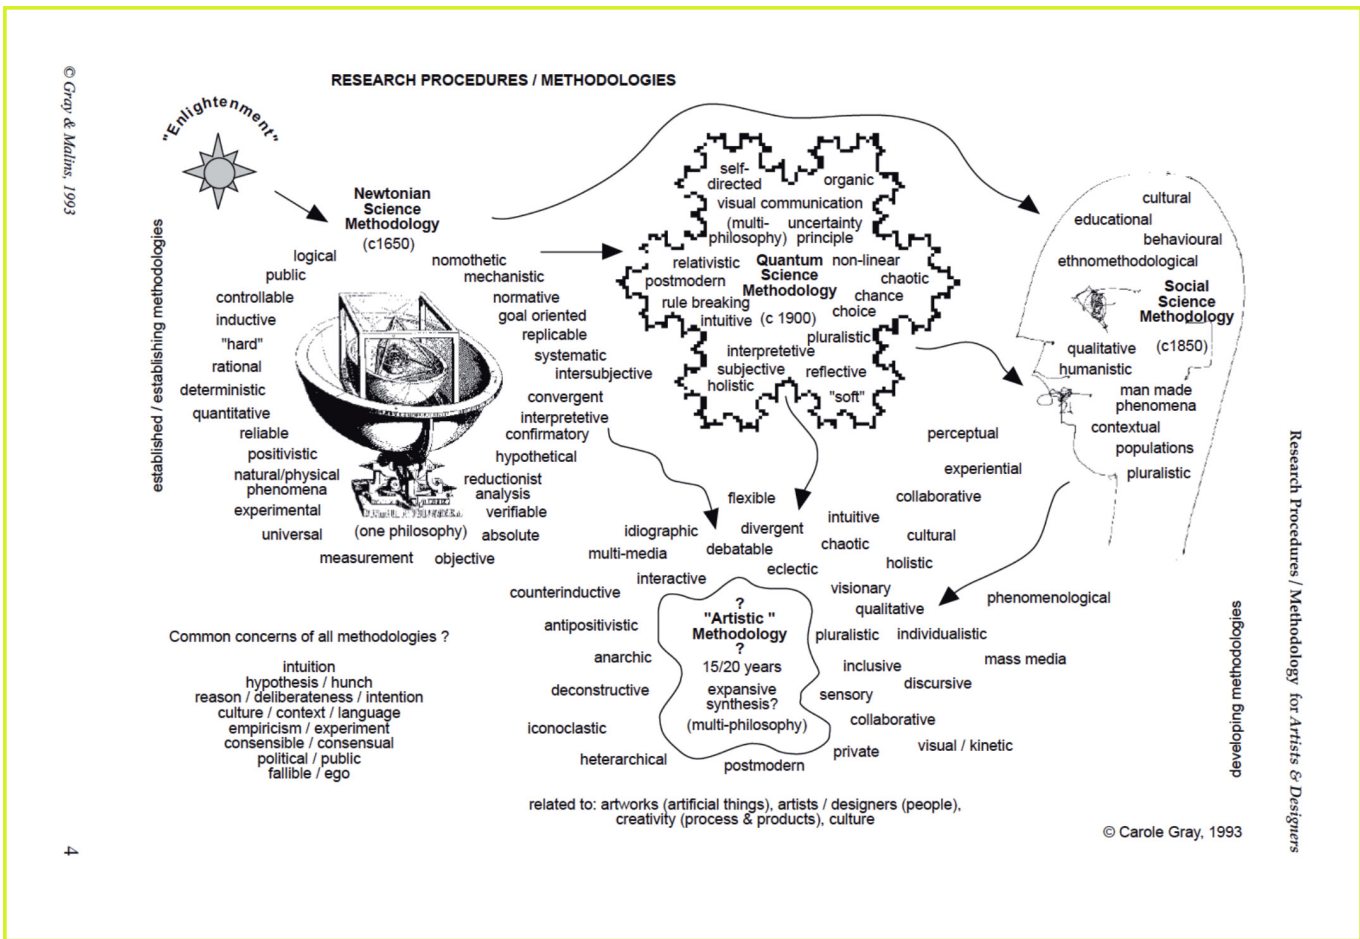 RESEARCH PROCEDURES / METHODOLOGIES
© Gray & Malins, 1993
"Enlightenment"
established / establishing methodologies
Newtonian
Science
Methodology
(c1650)
logical
public
controllable
inductive
"hard"
rational
deterministic
quantitative
reliable
positivistic
natural/physical
phenomena
experimental
universal
measurement
(one philosophy)
objective
nomothetic
mechanistic
normative
goal oriented
replicable
systematic
intersubjective
convergent
interpretetive
confirmatory
hypothetical
reductionist
analysis
verifiable
absolute
self-
directed
organic
visual communication
(multi- uncertainty
philosophy) principle
relativistic
postmodern
rule breaking
intuitive
Quantum
Science
Methodology
(c 1900)
non-linear
chaotic
chance
choice
pluralistic
interpretetive
subjective
reflective
holistic
"soft"
cultural
educational
behavioural
ethnomethodological
Social
Science
Methodology
(c1850)
qualitative
humanistic
man made
phenomena
contextual
populations
pluralistic
perceptual
experiential
collaborative
flexible
intuitive
idiographic
divergent
cultural
multi-media
debatable
chaotic
holistic
interactive
eclectic
counterinductive
visionary
qualitative
phenomenological
antipositivistic
pluralistic
individualistic
anarchic
inclusive
mass media
deconstructive
sensory
discursive
iconoclastic
collaborative
heterarchical
private
visual / kinetic
postmodern
?
"Artistic "
Methodology
?
15/20 years
expansive
synthesis?
(multi-philosophy)
related to: artworks (artificial things), artists / designers (people),
creativity (process & products), culture
Common concerns of all methodologies ?
intuition
hypothesis / hunch
reason / deliberateness / intention
culture / context / language
empiricism / experiment
consensible / consensual
political / public
fallible / ego
developing methodologies
© Carole Gray, 1993
Research Procedures / Methodology for Artists & Designers
4